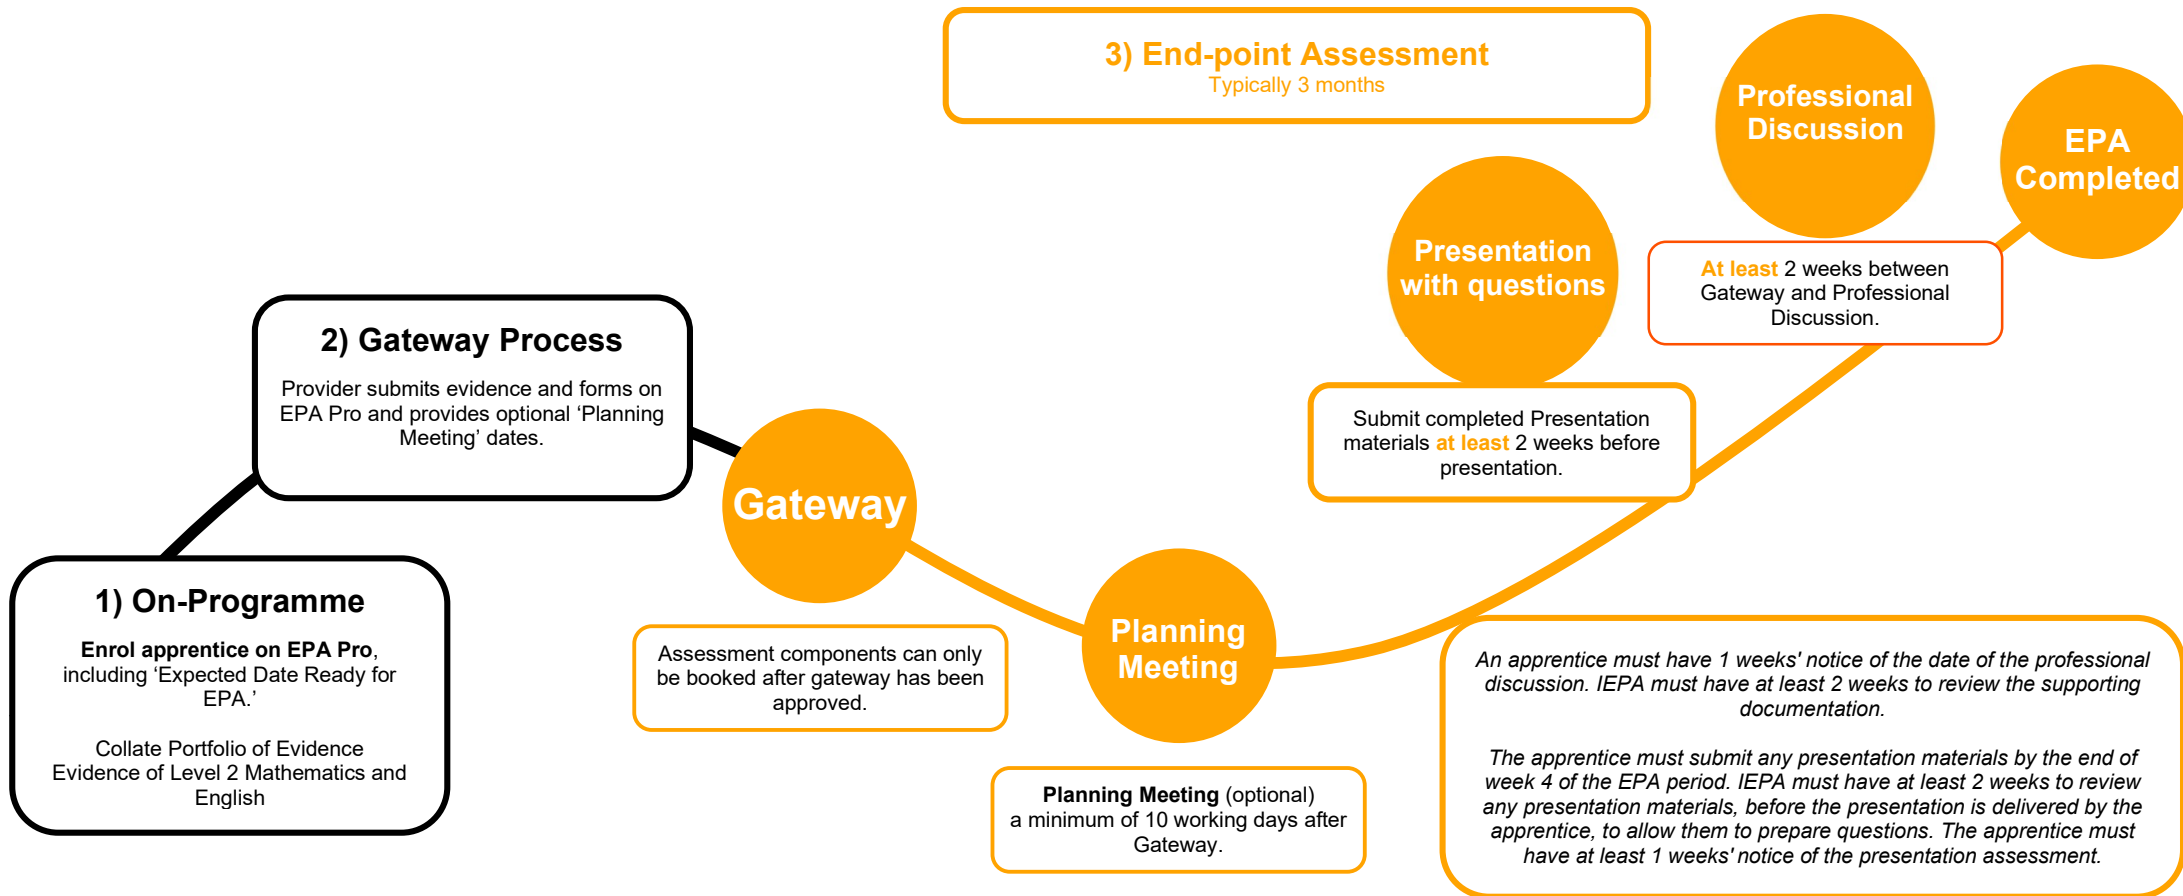 3) End-point Assessment
Typically 3 months
Professional
Discussion
EPA
Completed
Presentation
with questions
At least 2 weeks between
Gateway and Professional
Discussion.
2) Gateway Process
Provider submits evidence and forms on
EPA Pro and provides optional ‘Planning
Meeting’ dates.
Submit completed Presentation
materials at least 2 weeks before
presentation.
Gateway
1) On-Programme
Enrol apprentice on EPA Pro,
including ‘Expected Date Ready for
EPA.’
Collate Portfolio of Evidence
Evidence of Level 2 Mathematics and
English
Assessment components can only
be booked after gateway has been
approved.
Planning
Meeting
Planning Meeting (optional)
a minimum of 10 working days after
Gateway.
An apprentice must have 1 weeks' notice of the date of the professional
discussion. IEPA must have at least 2 weeks to review the supporting
documentation.
The apprentice must submit any presentation materials by the end of
week 4 of the EPA period. IEPA must have at least 2 weeks to review
any presentation materials, before the presentation is delivered by the
apprentice, to allow them to prepare questions. The apprentice must
have at least 1 weeks' notice of the presentation assessment.